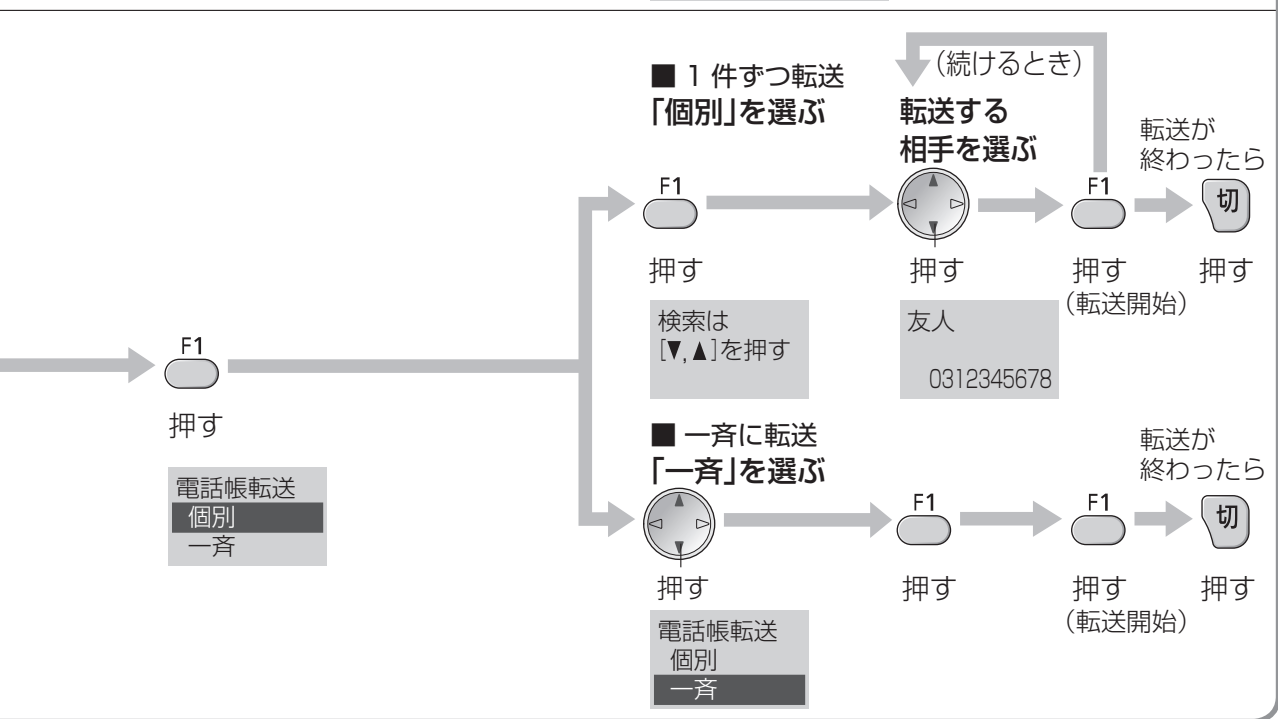 F1
押す
電話帳転送
個別
一斉
■ 1 件ずつ転送
「個別」を選ぶ
F1
押す
検索は
[▼,▲]を押す
(続けるとき)
転送する
相手を選ぶ
押す
友人
0312345678
F1
押す
(転送開始)
転送が
終わったら
切
押す
■ 一斉に転送
「一斉」を選ぶ
押す
電話帳転送
個別
一斉
F1
押す
F1
押す
(転送開始)
転送が
終わったら
切
押す